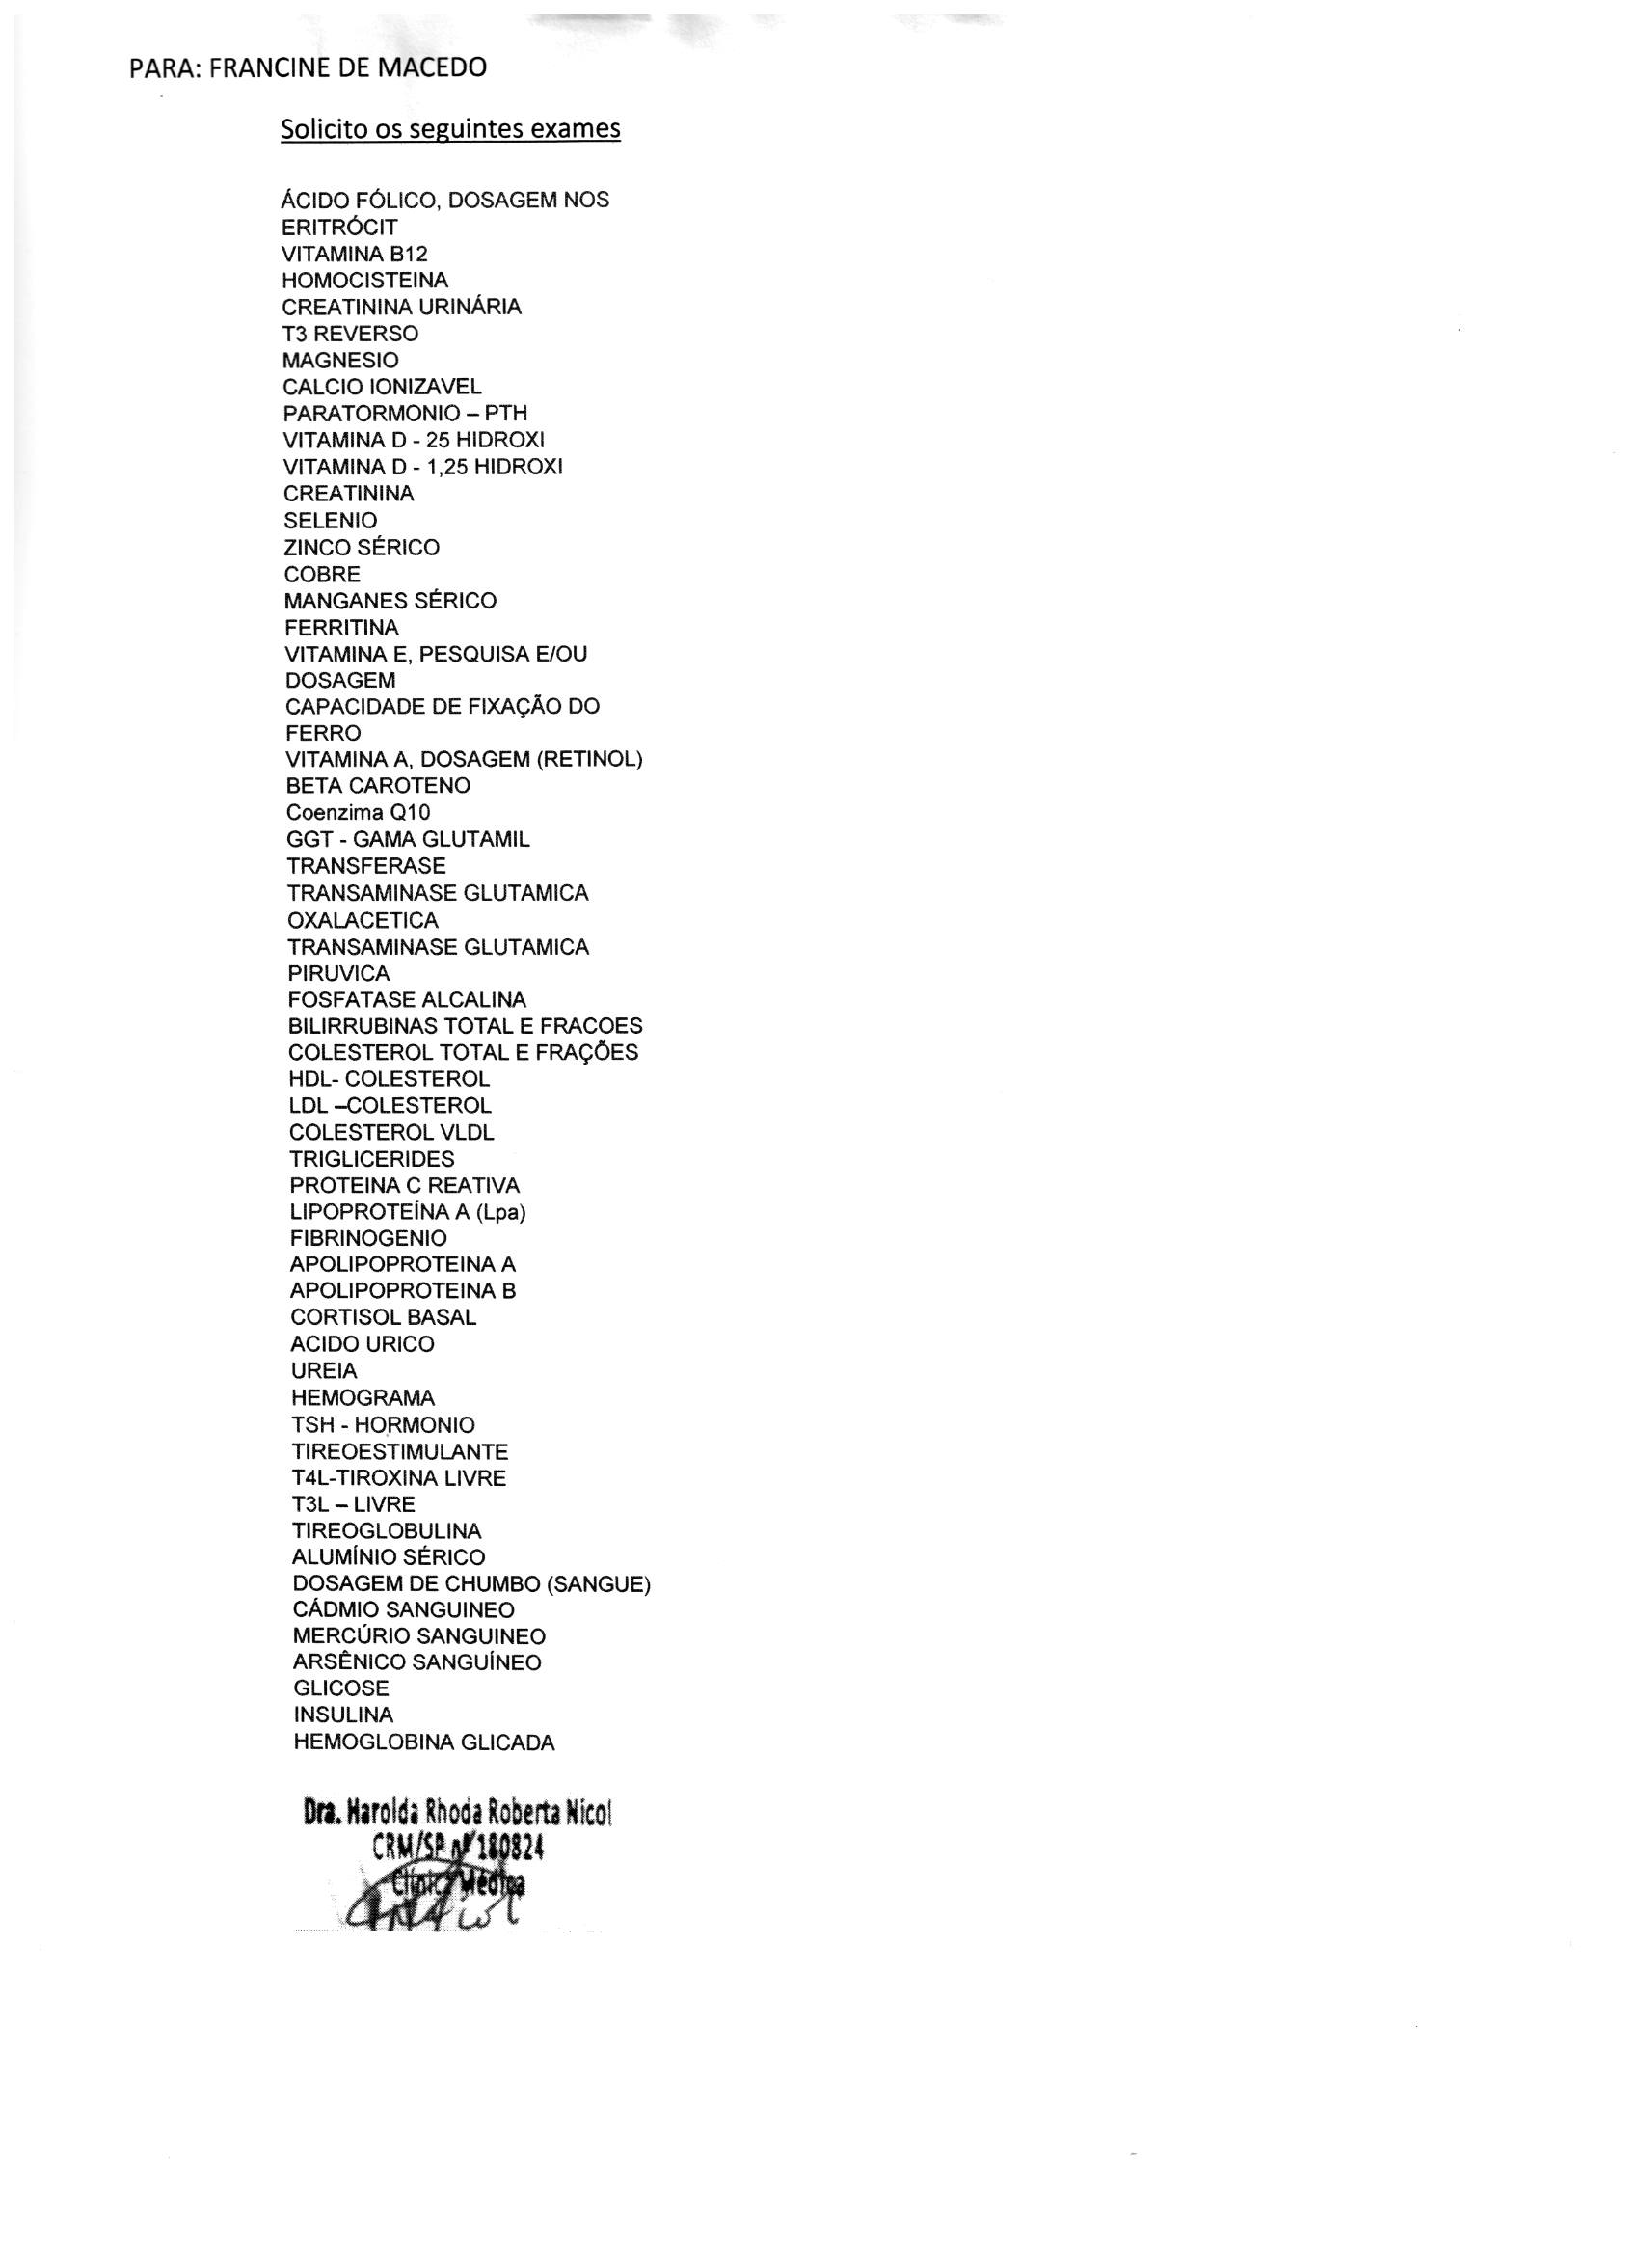 PARA: FRANCINE DE MACEDO
Solicito os seguintes exames
ÁCIDO FÓLICO, DOSAGEM NOS
ERITRÓCIT
VITAMINA B12
HOMOCISTEINA
CREATININA URINÁRIA
T3 REVERSO
MAGNESIO
CALCIO IONIZAVEL
PARATORMONIO – PTH
VITAMINA D - 25 HIDROXI
VITAMINA D - 1,25 HIDROXI
CREATININA
SELENIO
ZINCO SÉRICO
COBRE
MANGANES SÉRICO
FERRITINA
VITAMINA E, PESQUISA E/OU
DOSAGEM
CAPACIDADE DE FIXAÇÃO DO
FERRO
VITAMINA A, DOSAGEM (RETINOL)
BETA CAROTENO
Coenzima Q10
GGT - GAMA GLUTAMIL
TRANSFERASE
TRANSAMINASE GLUTAMICA
OXALACETICA
TRANSAMINASE GLUTAMICA
PIRUVICA
FOSFATASE ALCALINA
BILIRRUBINAS TOTAL E FRACOES
COLESTEROL TOTAL E FRAÇÕES
HDL- COLESTEROL
LDL –COLESTEROL
COLESTEROL VLDL
TRIGLICERIDES
PROTEINA C REATIVA
LIPOPROTEÍNA A (Lpa)
FIBRINOGENIO
APOLIPOPROTEINA A
APOLIPOPROTEINA B
CORTISOL BASAL
ACIDO URICO
UREIA
HEMOGRAMA
TSH - HORMONIO
TIREOESTIMULANTE
T4L-TIROXINA LIVRE
T3L – LIVRE
TIREOGLOBULINA
ALUMÍNIO SÉRICO
DOSAGEM DE CHUMBO (SANGUE)
CÁDMIO SANGUINEO
MERCÚRIO SANGUINEO
ARSÊNICO SANGUÍNEO
GLICOSE
INSULINA
HEMOGLOBINA GLICADA
Dra. Harolda Rhoda Roberta Nicol
CRM/SP nº 180824
Clínica Médica